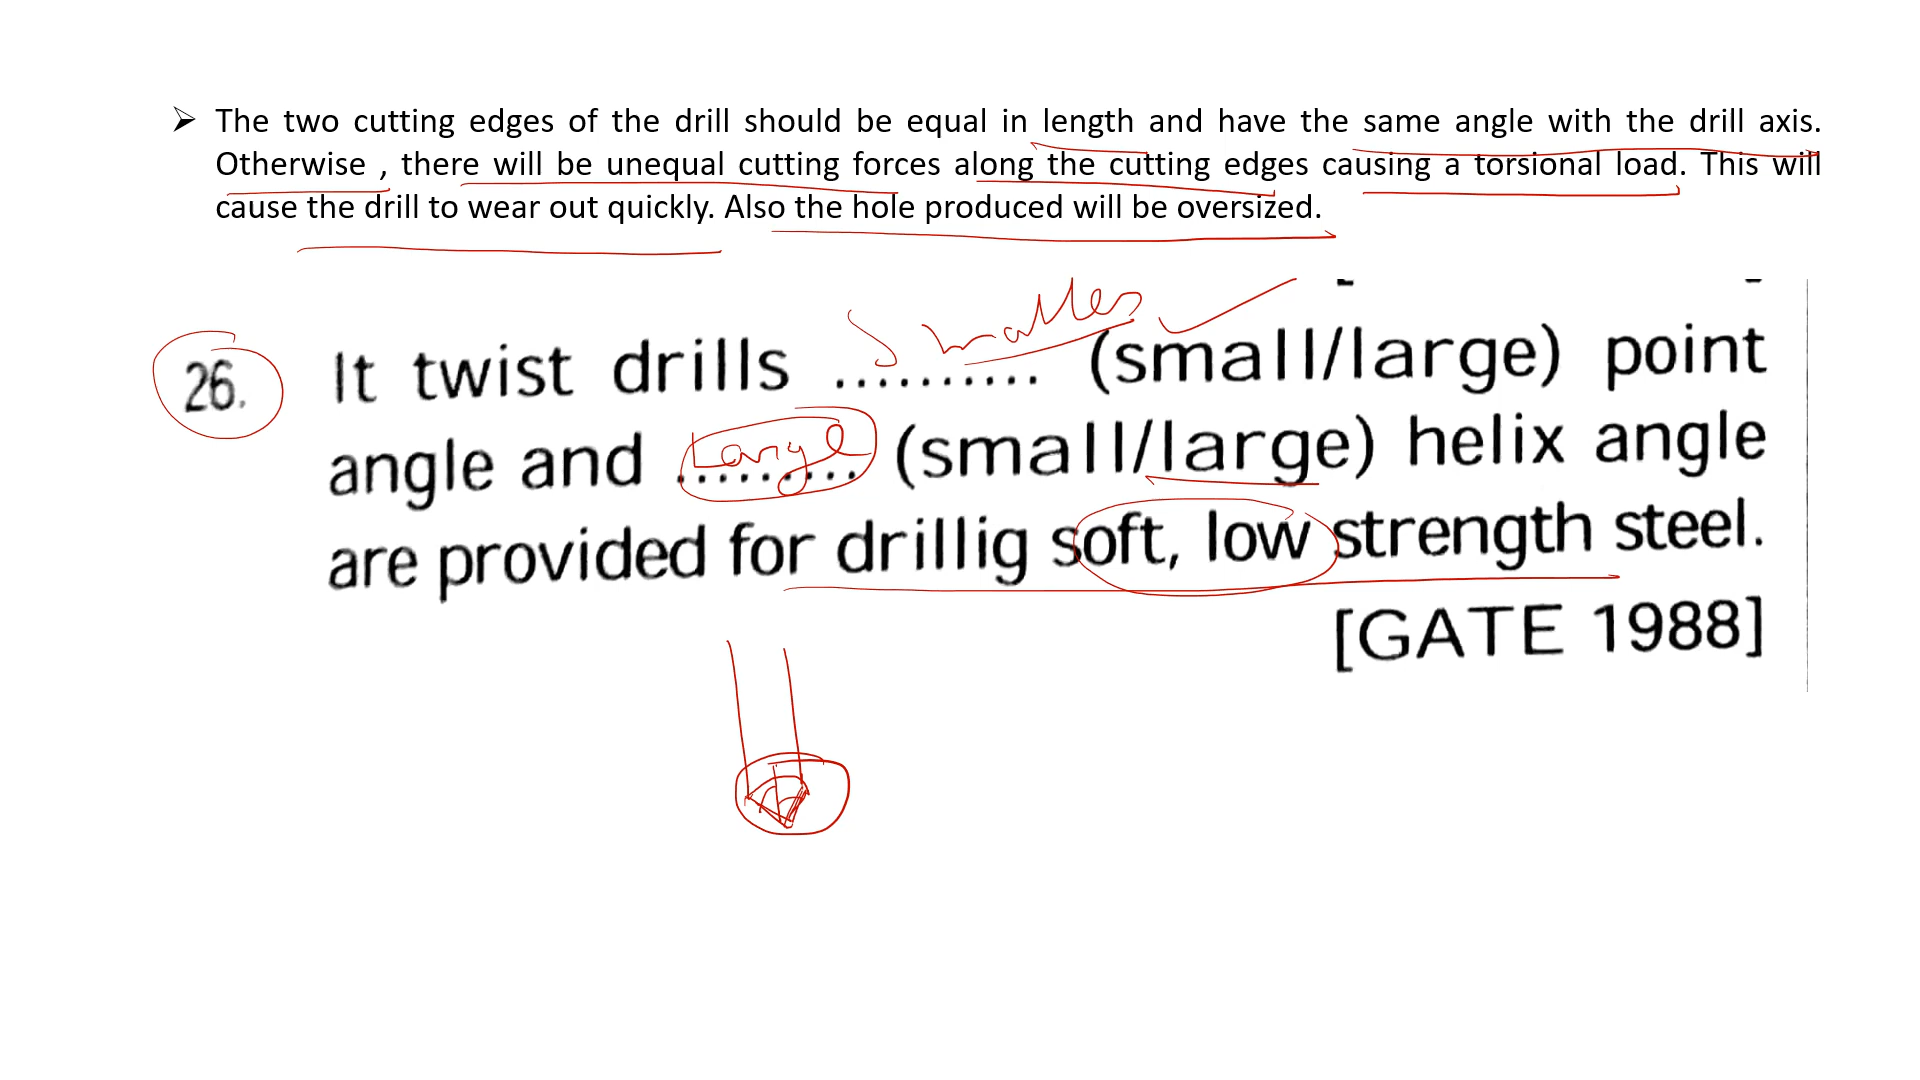 ➤ The two cutting edges of the drill should be equal in length and have the same angle with the drill axis.
Otherwise , there will be unequal cutting forces along the cutting edges causing a torsional load. This will
cause the drill to wear out quickly. Also the hole produced will be oversized.
Smaller
26. It twist drills .......... (small/large) point
angle and ......... (small/large) helix angle
Large
are provided for drillig soft, low strength steel.
[GATE 1988]